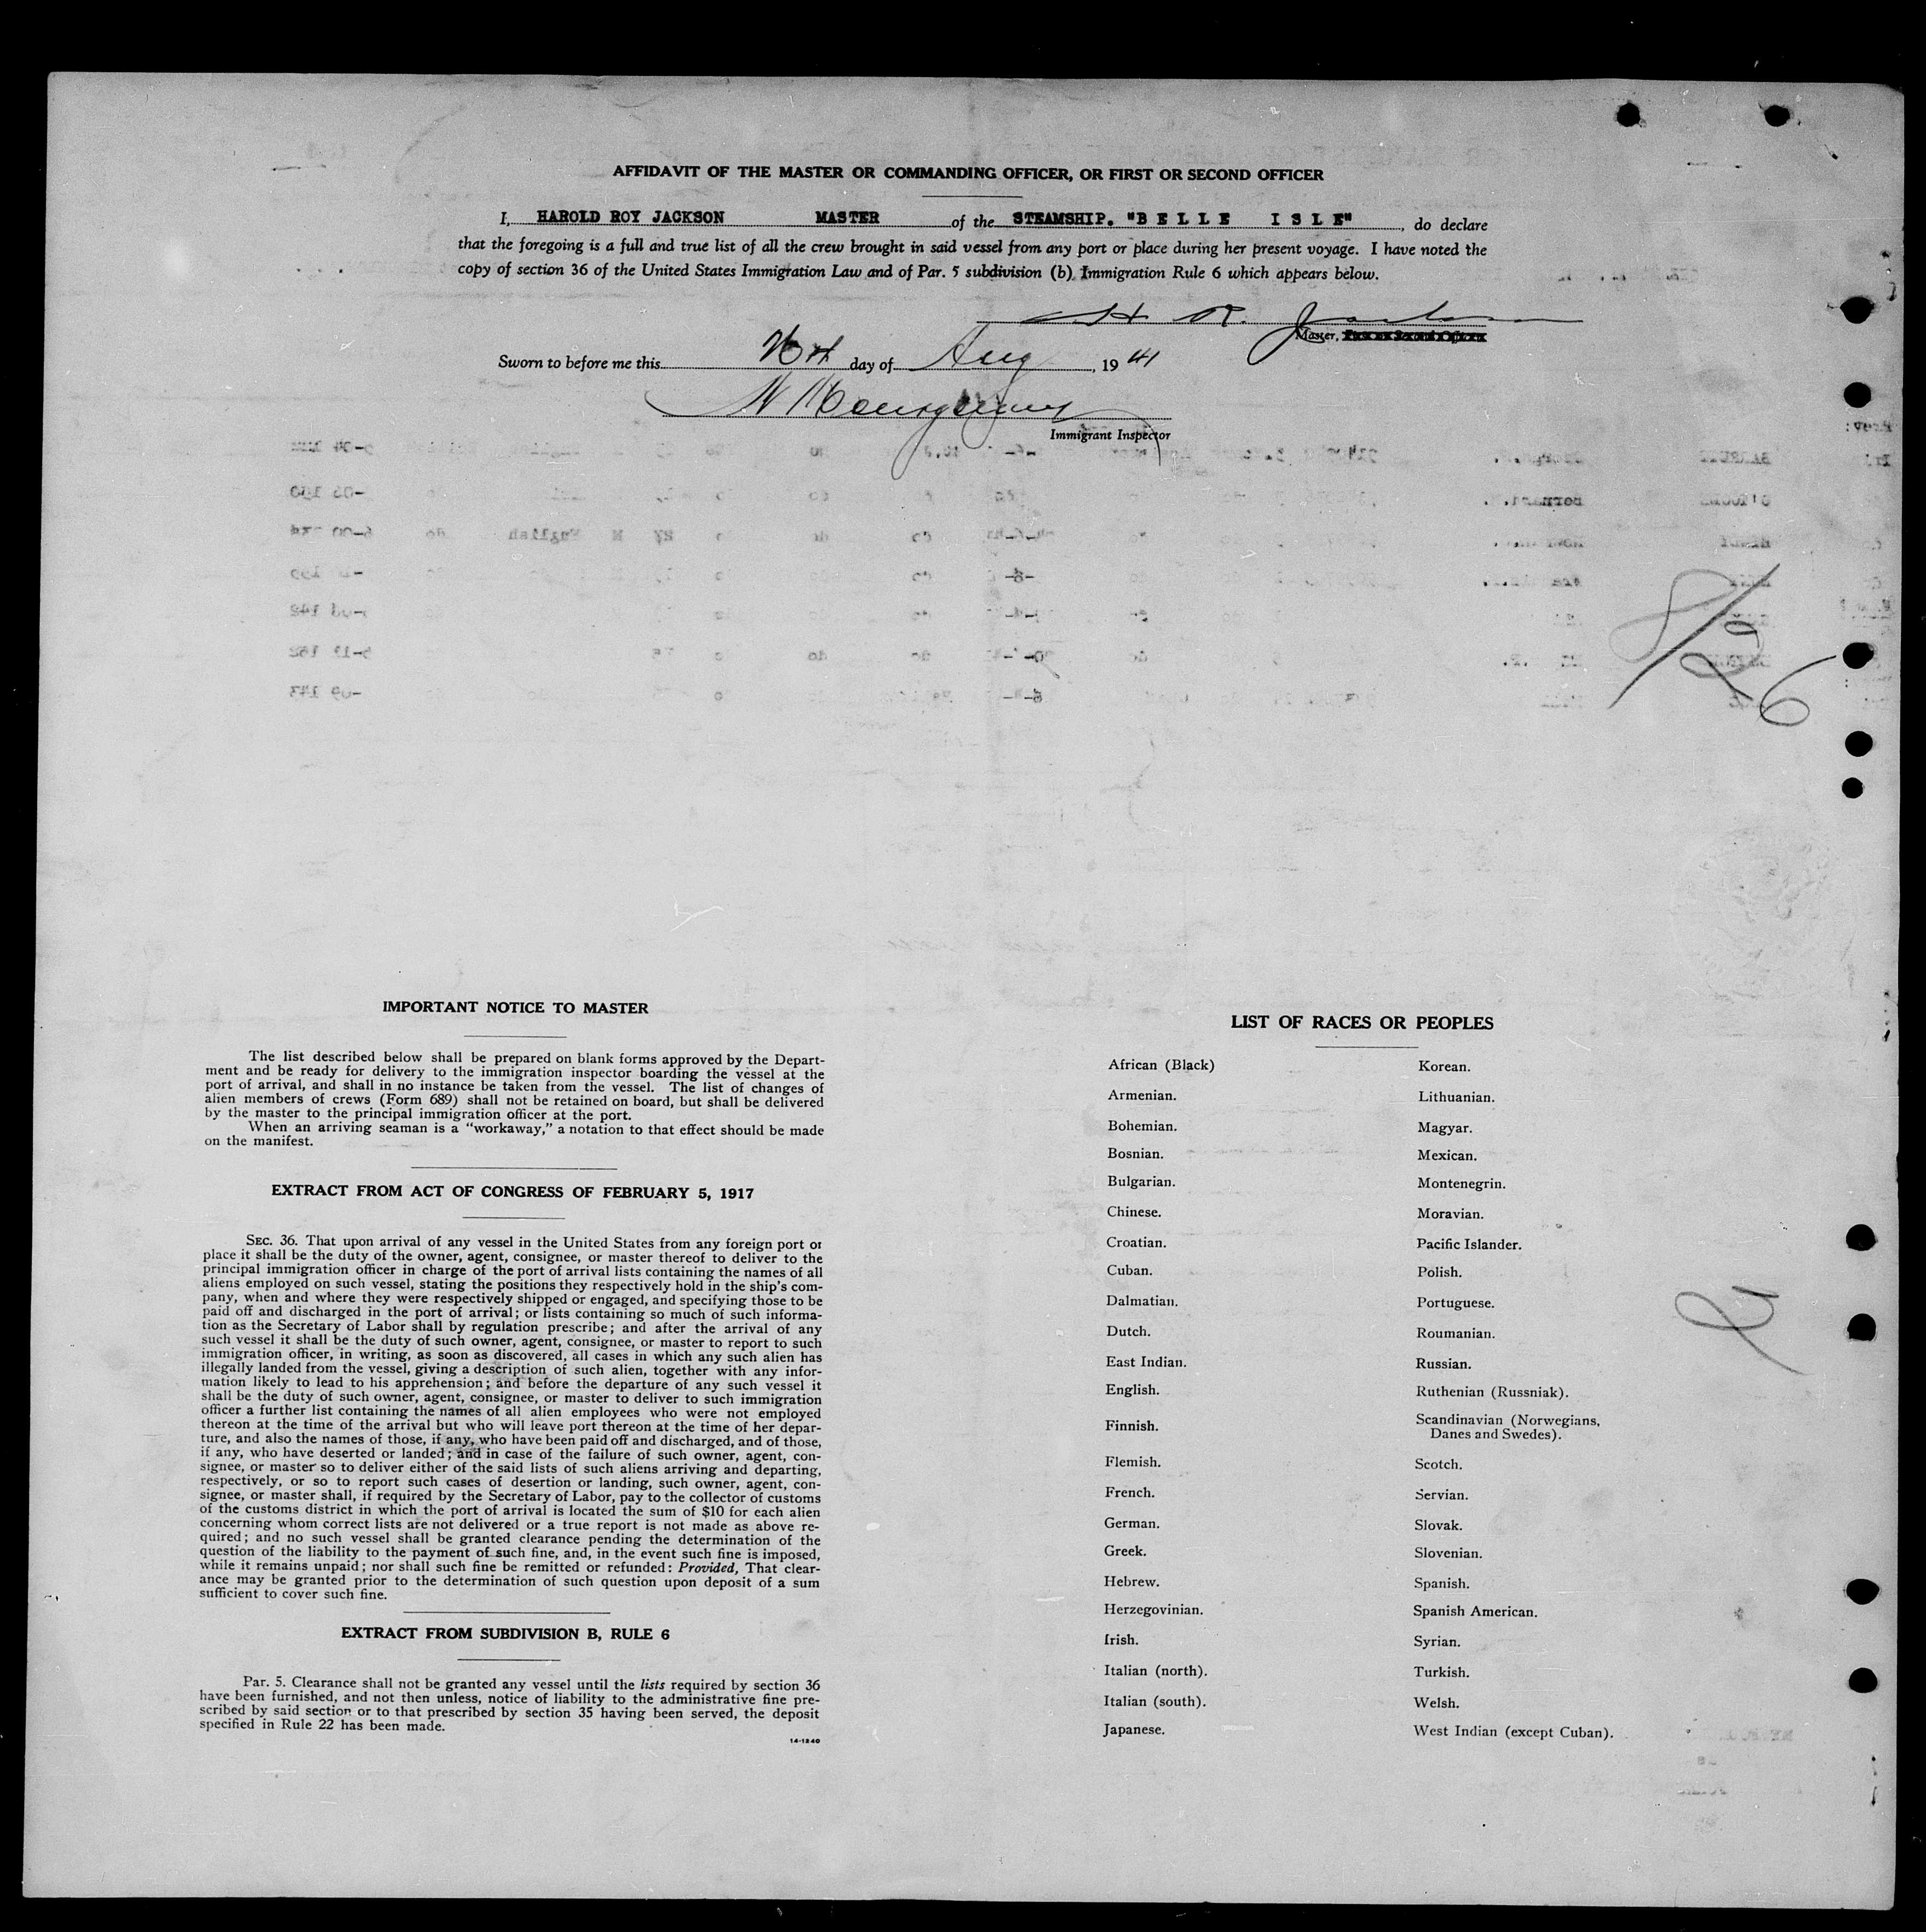 AFFIDAVIT OF THE MASTER OR COMMANDING OFFICER, OR FIRST OR SECOND OFFICER
I, HAROLD ROY JACKSON MASTER of the STEAMSHIP. "B E L L E I S L E", do declare
that the foregoing is a full and true list of all the crew brought in said vessel from any port or place during her present voyage. I have noted the
copy of section 36 of the United States Immigration Law and of Par. 5 subdivision (b) Immigration Rule 6 which appears below.
H R. Jackson
Master, First or Second Officer
Sworn to before me this 26th day of Aug, 1941
Immigrant Inspector
8/26
IMPORTANT NOTICE TO MASTER
The list described below shall be prepared on blank forms approved by the Depart-
ment and be ready for delivery to the immigration inspector boarding the vessel at the
port of arrival, and shall in no instance be taken from the vessel. The list of changes of
alien members of crews (Form 689) shall not be retained on board, but shall be delivered
by the master to the principal immigration officer at the port.
When an arriving seaman is a "workaway," a notation to that effect should be made
on the manifest.
EXTRACT FROM ACT OF CONGRESS OF FEBRUARY 5, 1917
SEC. 36. That upon arrival of any vessel in the United States from any foreign port or
place it shall be the duty of the owner, agent, consignee, or master thereof to deliver to the
principal immigration officer in charge of the port of arrival lists containing the names of all
aliens employed on such vessel, stating the positions they respectively hold in the ship's com-
pany, when and where they were respectively shipped or engaged, and specifying those to be
paid off and discharged in the port of arrival; or lists containing so much of such informa-
tion as the Secretary of Labor shall by regulation prescribe; and after the arrival of any
such vessel it shall be the duty of such owner, agent, consignee, or master to report to such
immigration officer, in writing, as soon as discovered, all cases in which any such alien has
illegally landed from the vessel, giving a description of such alien, together with any infor-
mation likely to lead to his apprehension; and before the departure of any such vessel it
shall be the duty of such owner, agent, consignee, or master to deliver to such immigration
officer a further list containing the names of all alien employees who were not employed
thereon at the time of the arrival but who will leave port thereon at the time of her depar-
ture, and also the names of those, if any, who have been paid off and discharged, and of those,
if any, who have deserted or landed; and in case of the failure of such owner, agent, con-
signee, or master so to deliver either of the said lists of such aliens arriving and departing,
respectively, or so to report such cases of desertion or landing, such owner, agent, con-
signee, or master shall, if required by the Secretary of Labor, pay to the collector of customs
of the customs district in which the port of arrival is located the sum of $10 for each alien
concerning whom correct lists are not delivered or a true report is not made as above re-
quired; and no such vessel shall be granted clearance pending the determination of the
question of the liability to the payment of such fine, and, in the event such fine is imposed,
while it remains unpaid; nor shall such fine be remitted or refunded: Provided, That clear-
ance may be granted prior to the determination of such question upon deposit of a sum
sufficient to cover such fine.
EXTRACT FROM SUBDIVISION B, RULE 6
Par. 5. Clearance shall not be granted any vessel until the lists required by section 36
have been furnished, and not then unless, notice of liability to the administrative fine pre-
scribed by said section or to that prescribed by section 35 having been served, the deposit
specified in Rule 22 has been made.
14-1240
LIST OF RACES OR PEOPLES
African (Black)
Armenian.
Bohemian.
Bosnian.
Bulgarian.
Chinese.
Croatian.
Cuban.
Dalmatian.
Dutch.
East Indian.
English.
Finnish.
Flemish.
French.
German.
Greek.
Hebrew.
Herzegovinian.
Irish.
Italian (north).
Italian (south).
Japanese.
Korean.
Lithuanian.
Magyar.
Mexican.
Montenegrin.
Moravian.
Pacific Islander.
Polish.
Portuguese.
Roumanian.
Russian.
Ruthenian (Russniak).
Scandinavian (Norwegians,
Danes and Swedes).
Scotch.
Servian.
Slovak.
Slovenian.
Spanish.
Spanish American.
Syrian.
Turkish.
Welsh.
West Indian (except Cuban).